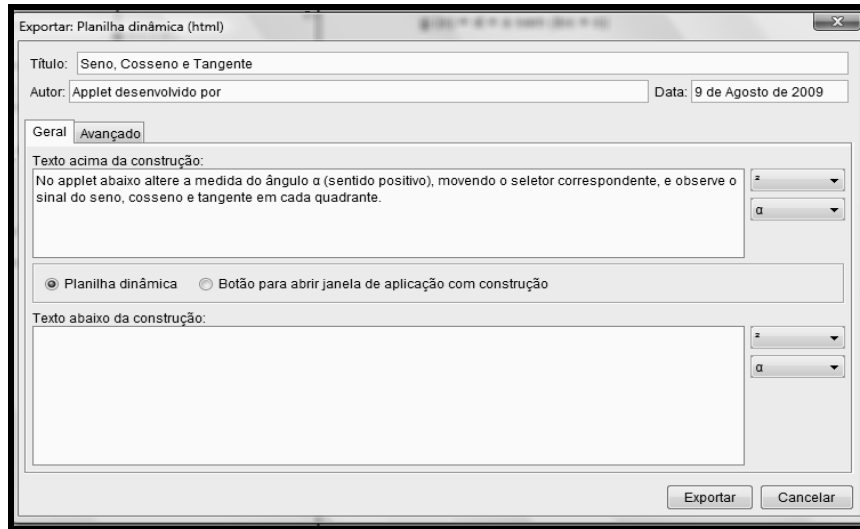 Exportar: Planilha dinâmica (html)
Título: Seno, Cosseno e Tangente
Autor: Applet desenvolvido por Data: 9 de Agosto de 2009
Geral Avançado
Texto acima da construção:
No applet abaixo altere a medida do ângulo α (sentido positivo), movendo o seletor correspondente, e observe o
sinal do seno, cosseno e tangente em cada quadrante.
²
α
Planilha dinâmica Botão para abrir janela de aplicação com construção
Texto abaixo da construção:
²
α
Exportar Cancelar